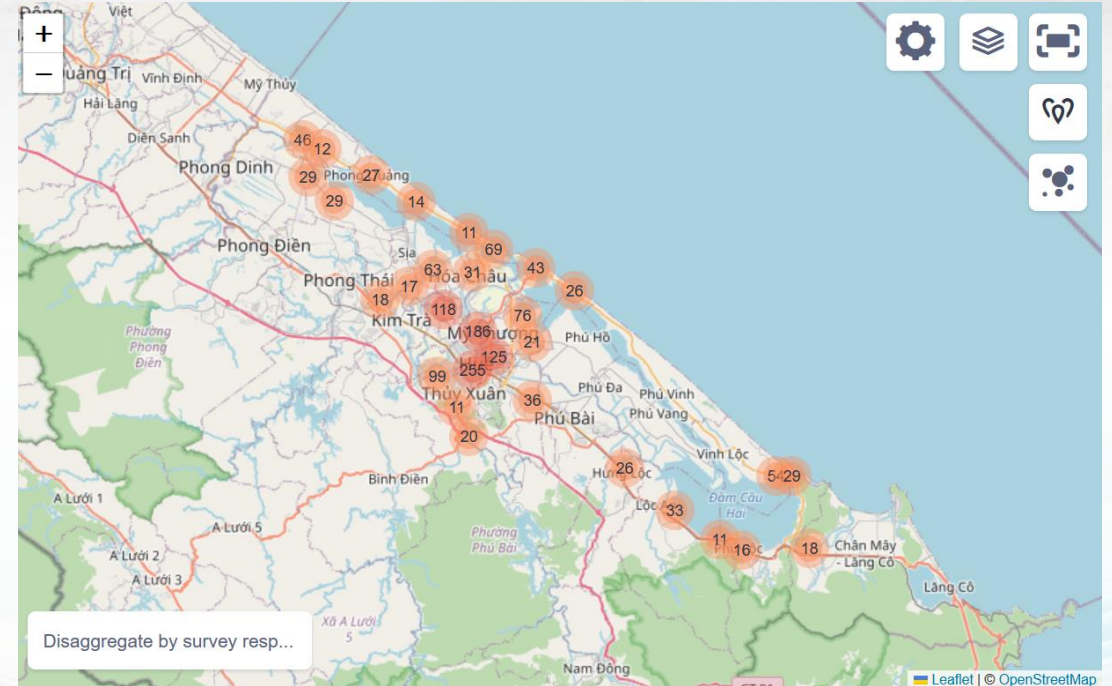 Việt
+
−
Quảng Trị
Vĩnh Định
Mỹ Thủy
Hải Lăng
Diên Sanh
Phong Dinh
46
12
29
27
29
14
11
69
Phong Điền
Sịa
63
31
43
Phong Thái
17
26
18
118
76
Kim Trà
186
21
Phú Hồ
125
255
99
Phường
Phong
Điền
Thủy Xuân
11
36
Phú Đa
Phú Vinh
Phú Bài
Phú Vang
20
Vinh Lộc
26
Bình Điền
54
29
A Lưới 1
Đầm Cầu
Hai
33
A Lưới 5
Phường
Phú Bài
11
16
18
Chân Mây
- Lăng Cô
A Lưới 2
A Lưới 3
Lăng Cô
Xã A Lưới
5
Disaggregate by survey resp...
Nam Đông
Leaflet | © OpenStreetMap